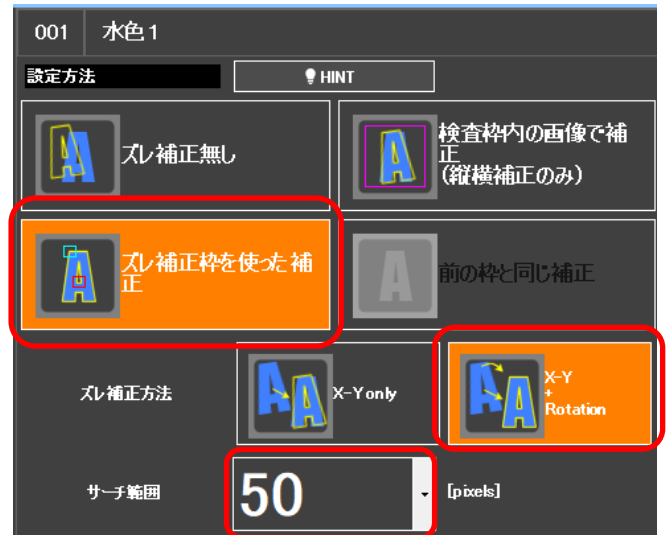 001 水色1
設定方法 HINT
ズレ補正無し
検査枠内の画像で補
正
(縦横補正のみ)
ズレ補正枠を使った補
正
前の枠と同じ補正
ズレ補正方法
X-Y only
X-Y
+
Rotation
サーチ範囲 50 [pixels]